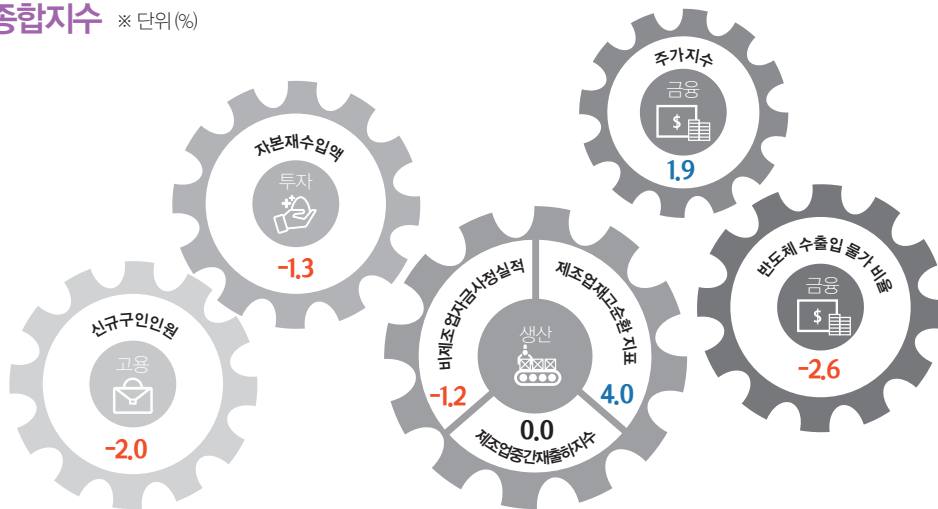 종합지수 ※ 단위(%)
주가지수
금융
$
1.9
자본재수입액
투자
-1.3
반도체 수출입 물가 비율
금융
$
-2.6
신규구인인원
고용
-2.0
비제조업자금사정실적
-1.2
제조업재고순환 지표
4.0
생산
0.0
제조업중간재출하지수